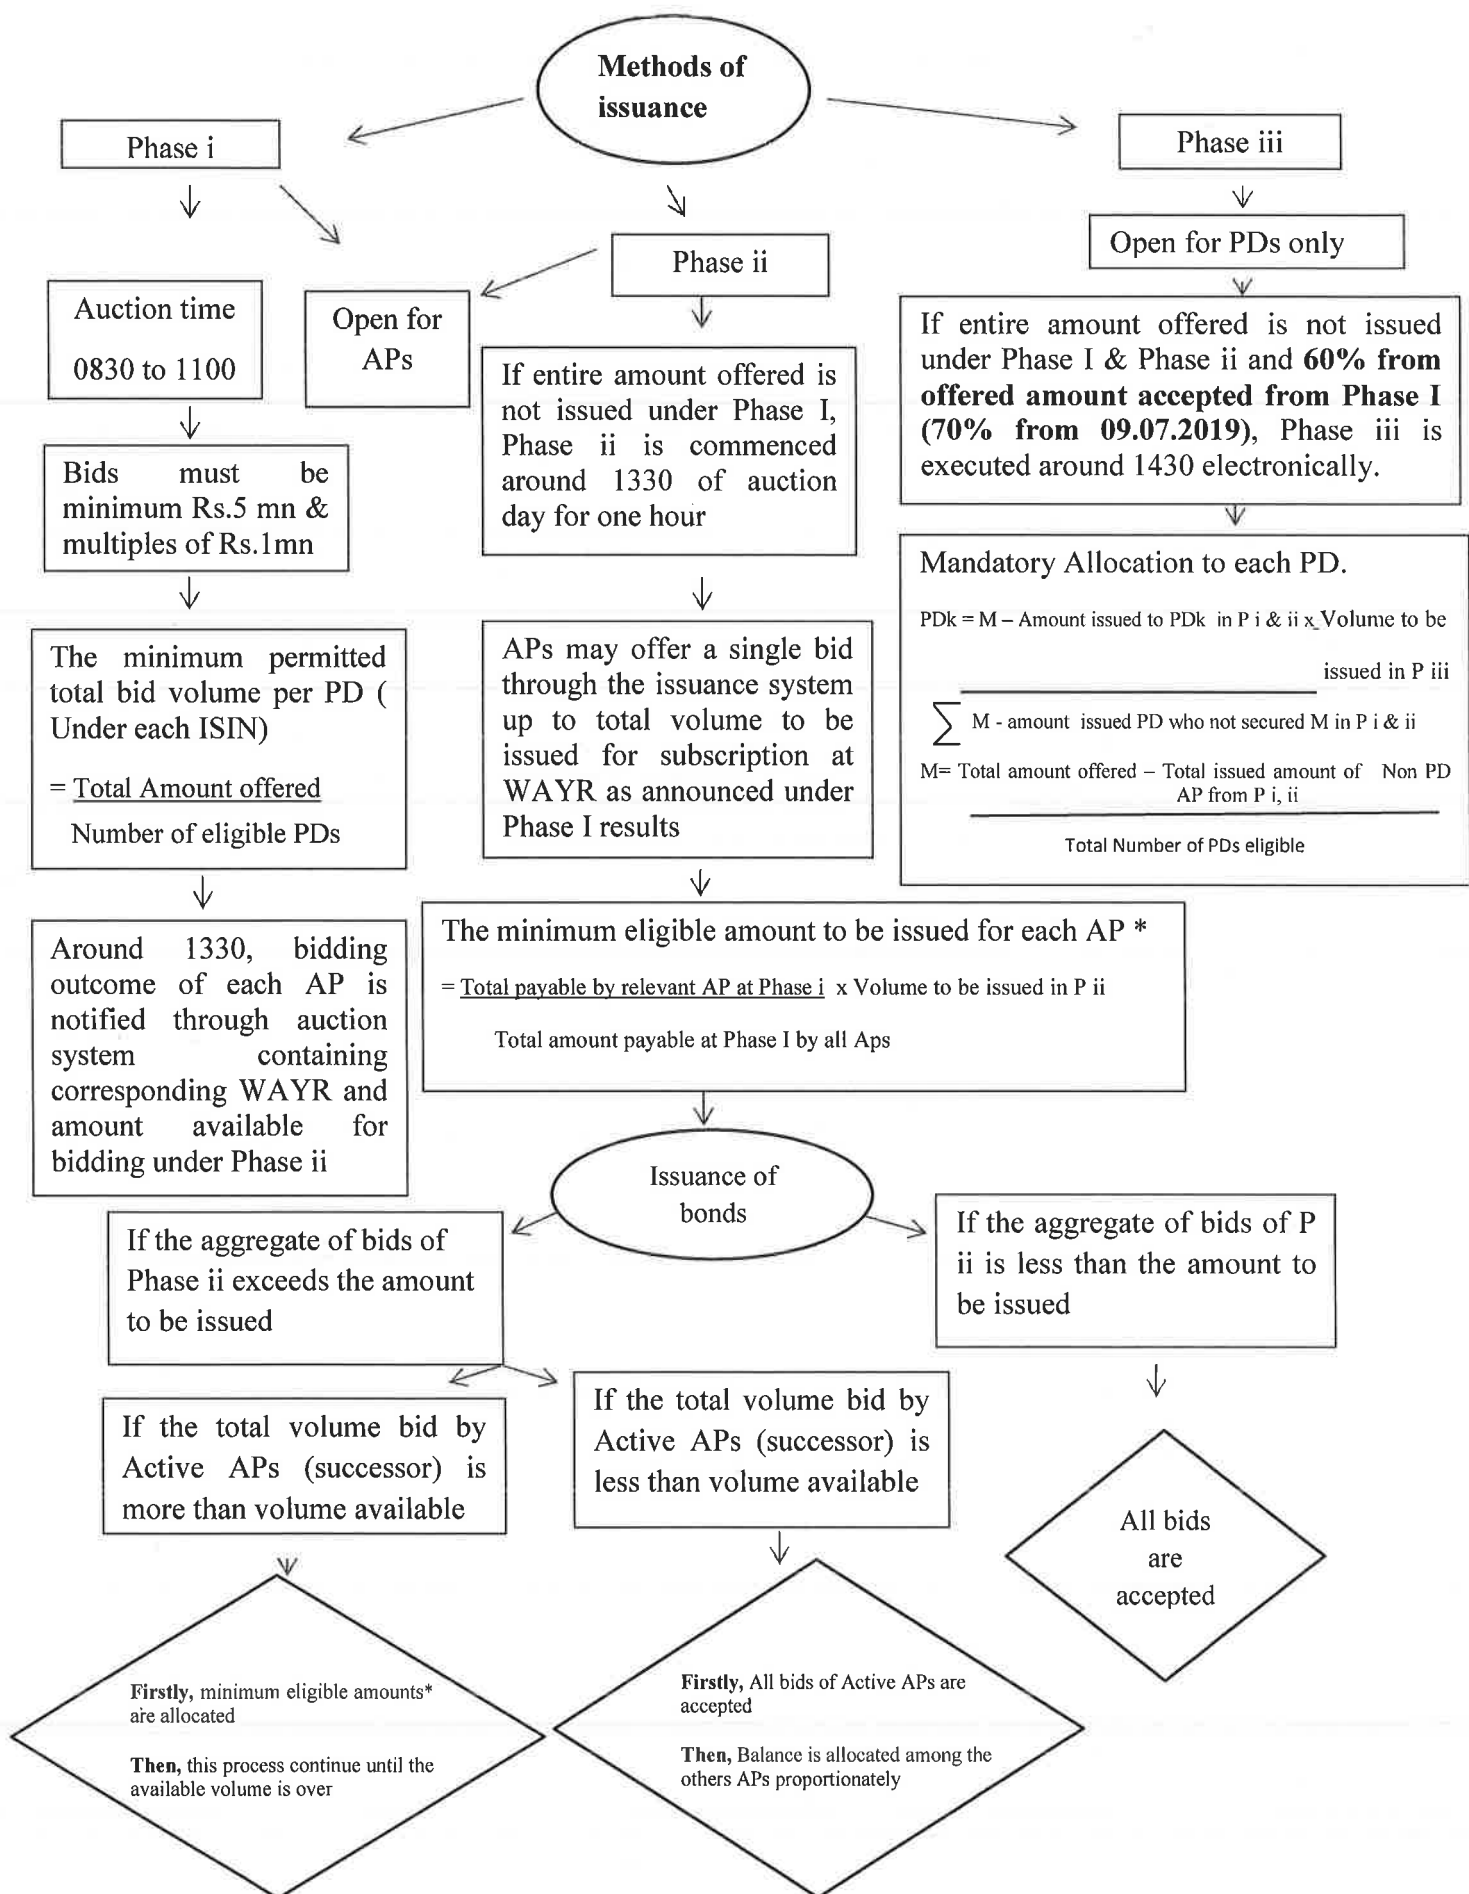 Methods of
issuance
Phase i
Auction time
0830 to 1100
Bids must be
minimum Rs.5 mn &
multiples of Rs.1mn
The minimum permitted
total bid volume per PD (
Under each ISIN)
= Total Amount offered
Number of eligible PDs
Around 1330, bidding
outcome of each AP is
notified through auction
system containing
corresponding WAYR and
amount available for
bidding under Phase ii
Open for
APs
Phase ii
If entire amount offered is
not issued under Phase I,
Phase ii is commenced
around 1330 of auction
day for one hour
APs may offer a single bid
through the issuance system
up to total volume to be
issued for subscription at
WAYR as announced under
Phase I results
The minimum eligible amount to be issued for each AP *
= Total payable by relevant AP at Phase i x Volume to be issued in P ii
Total amount payable at Phase I by all Aps
Phase iii
Open for PDs only
If entire amount offered is not issued
under Phase I & Phase ii and 60% from
offered amount accepted from Phase I
(70% from 09.07.2019), Phase iii is
executed around 1430 electronically.
Mandatory Allocation to each PD.
PDk = M – Amount issued to PDk in P i & ii x Volume to be
issued in P iii
∑ M - amount issued PD who not secured M in P i & ii
M= Total amount offered – Total issued amount of Non PD
AP from P i, ii
Total Number of PDs eligible
Issuance of
bonds
If the aggregate of bids of
Phase ii exceeds the amount
to be issued
If the aggregate of bids of P
ii is less than the amount to
be issued
If the total volume bid by
Active APs (successor) is
more than volume available
If the total volume bid by
Active APs (successor) is
less than volume available
All bids
are
accepted
Firstly, minimum eligible amounts*
are allocated
Then, this process continue until the
available volume is over
Firstly, All bids of Active APs are
accepted
Then, Balance is allocated among the
others APs proportionately